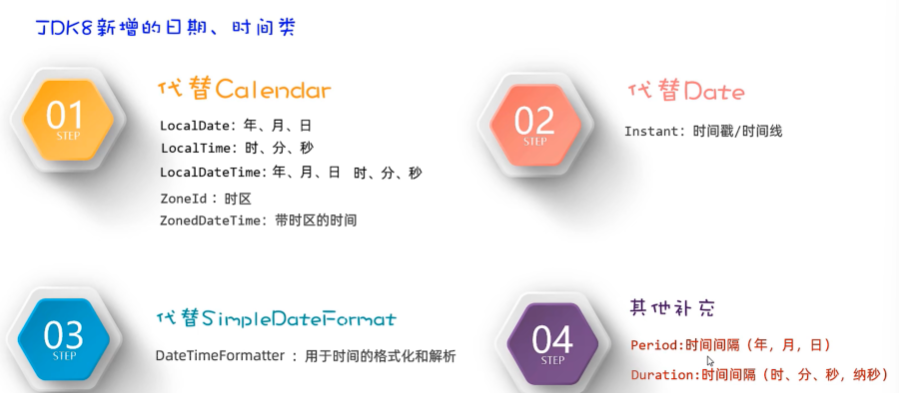 JDK8新增的日期、时间类
01
STEP
代替Calendar
LocalDate：年、月、日
LocalTime：时、分、秒
LocalDateTime：年、月、日 时、分、秒
ZoneId：时区
ZonedDateTime：带时区的时间
02
STEP
代替Date
Instant：时间戳/时间线
03
STEP
代替SimpleDateFormat
DateTimeFormatter ：用于时间的格式化和解析
04
STEP
其他补充
Period:时间间隔（年，月，日）
Duration:时间间隔（时、分、秒，纳秒）